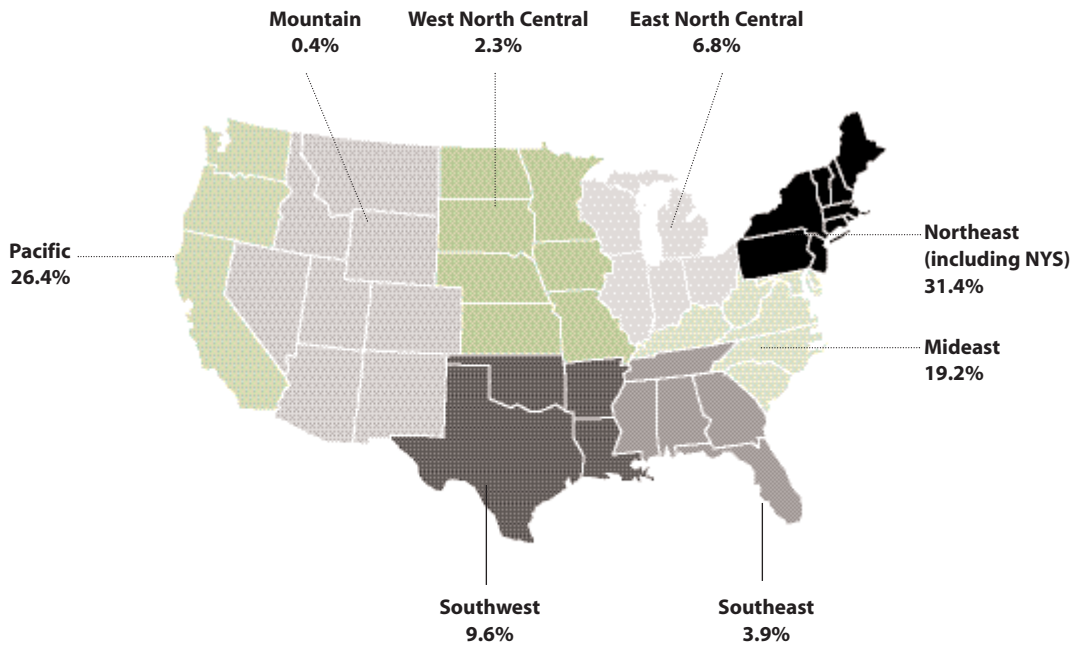 Mountain
0.4%
West North Central
2.3%
East North Central
6.8%
Pacific
26.4%
Northeast
(including NYS)
31.4%
Mideast
19.2%
Southwest
9.6%
Southeast
3.9%